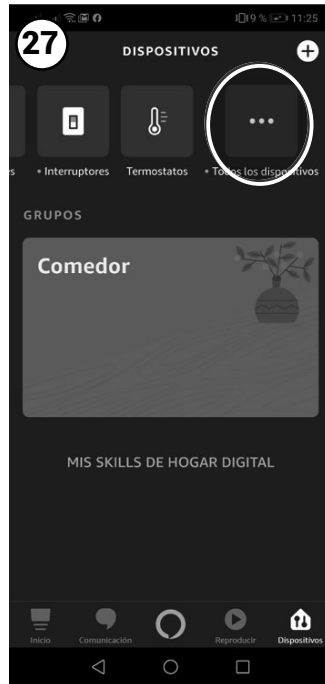 27
19 % 11:25
DISPOSITIVOS
• Interruptores
Termostatos
• Todos los dispositivos
GRUPOS
Comedor
MIS SKILLS DE HOGAR DIGITAL
Inicio
Comunicación
Reproducir
Dispositivos